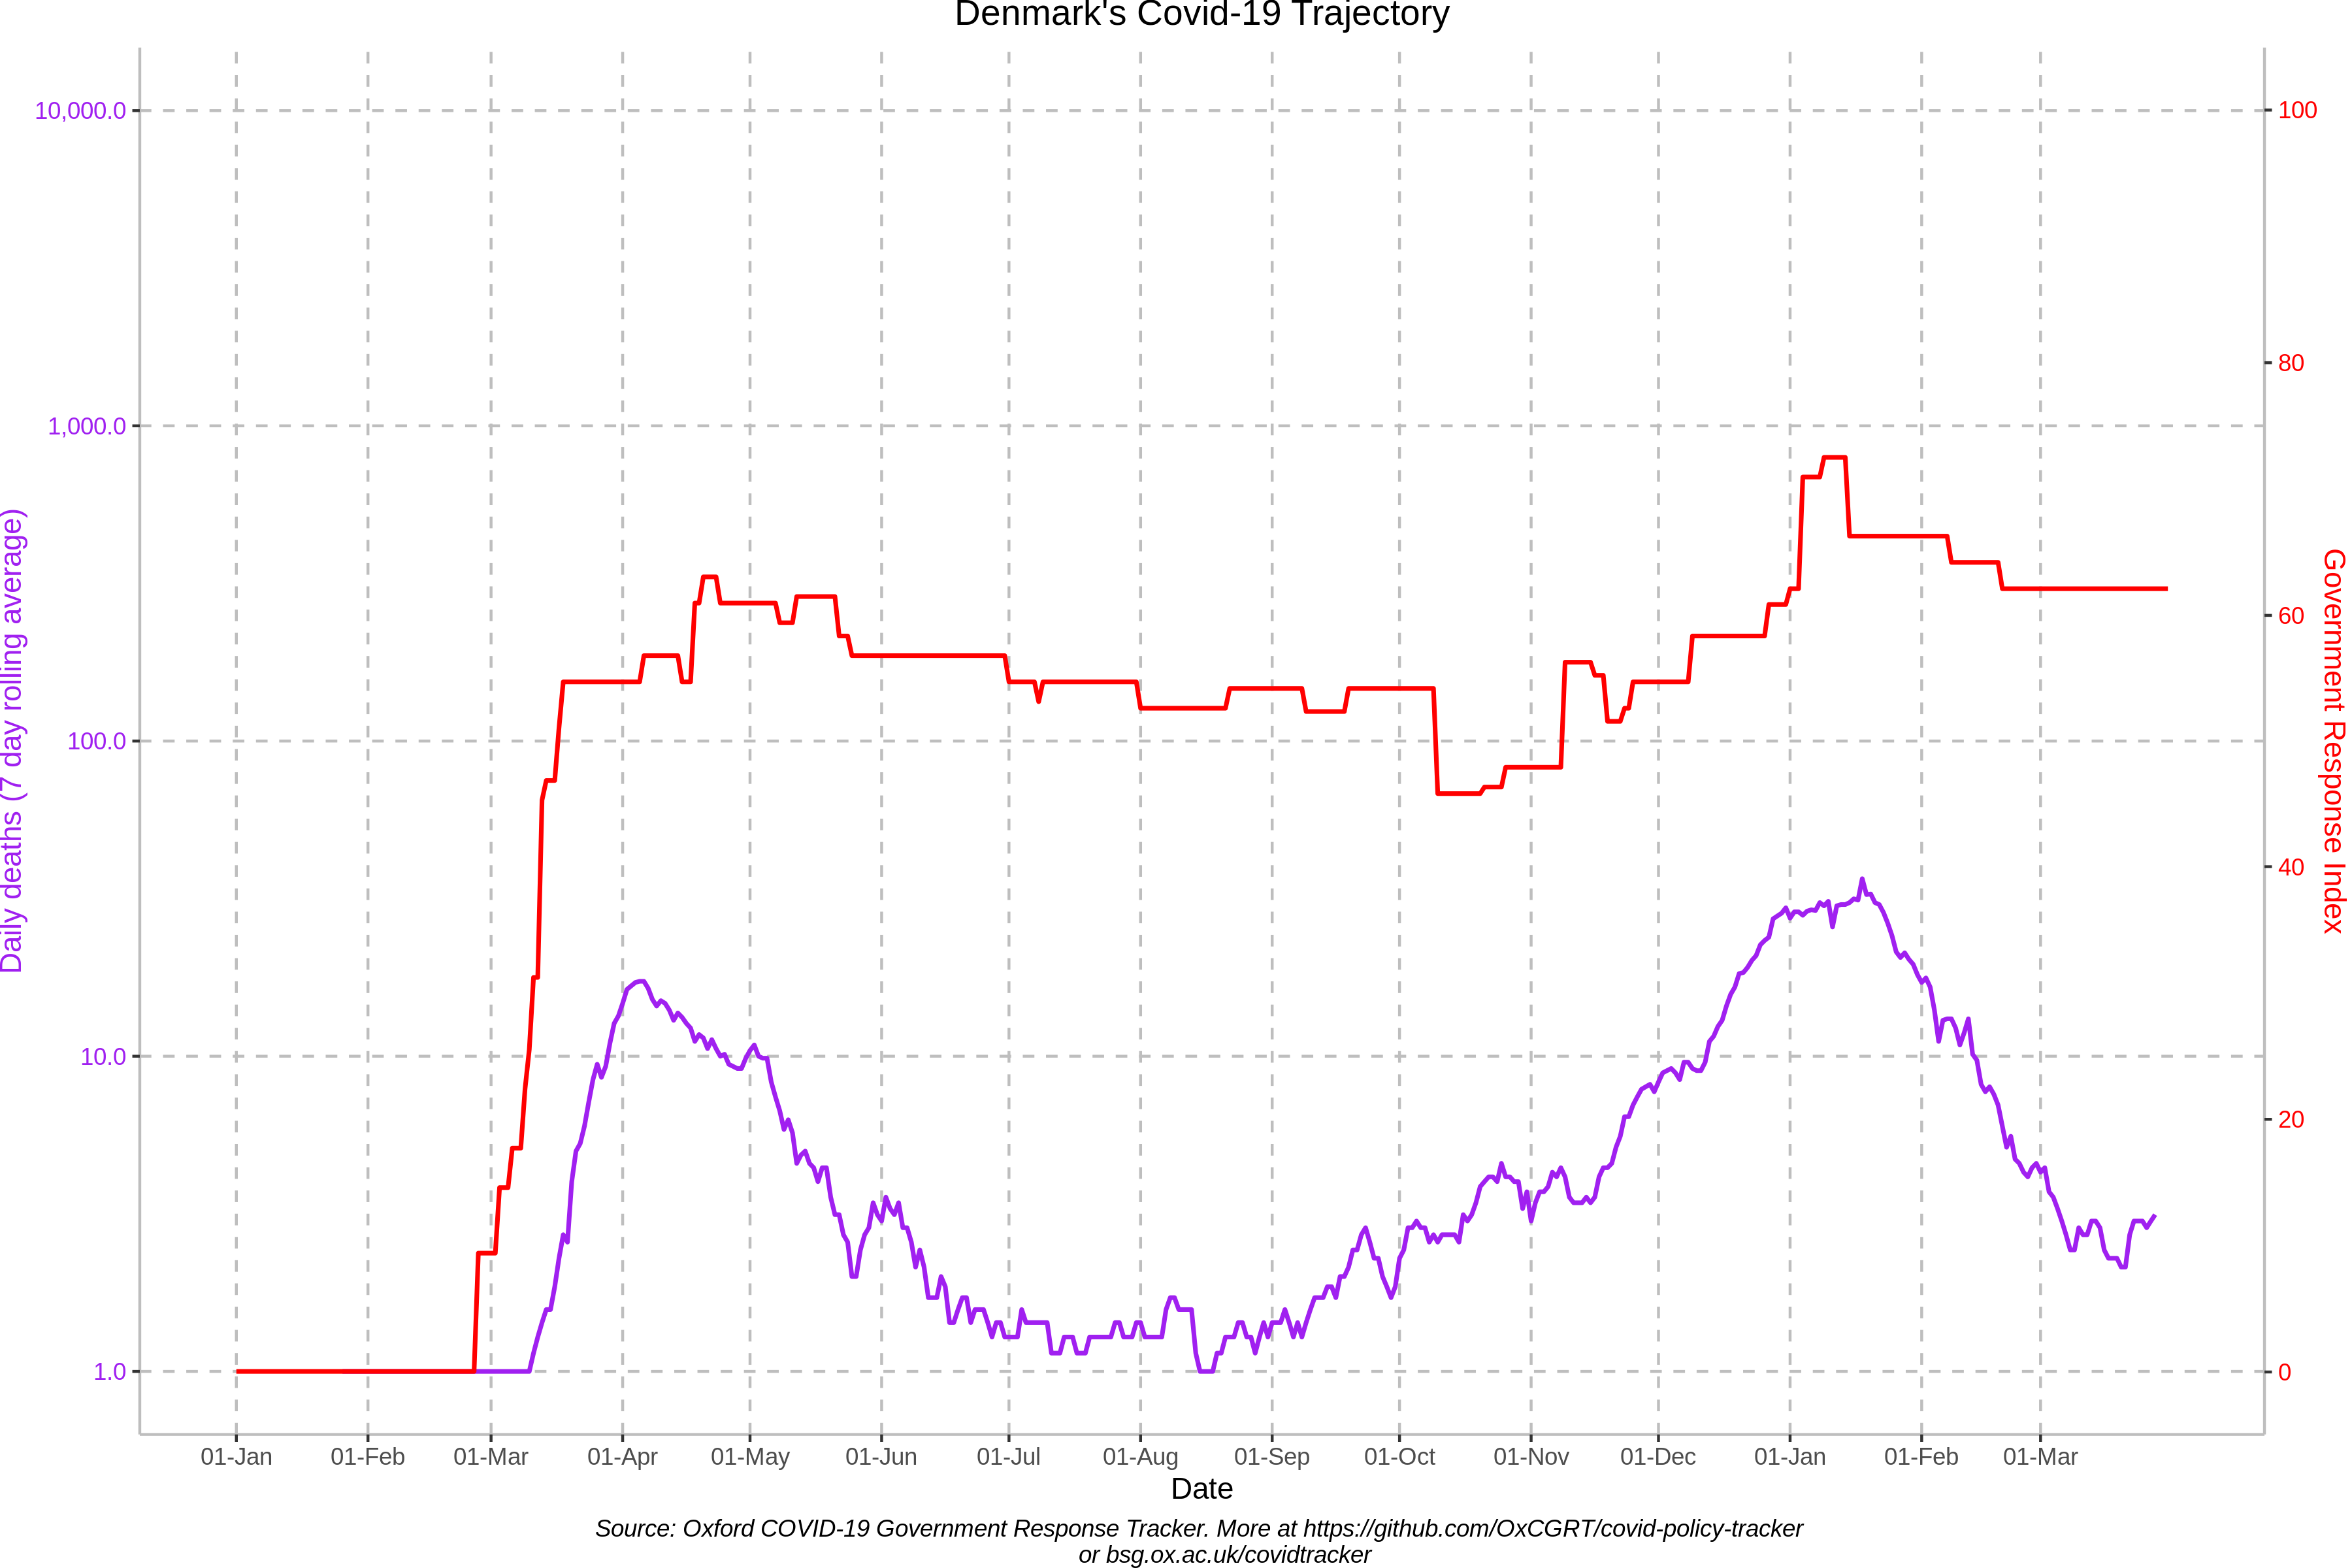 Denmark's Covid-19 Trajectory
10,000.0
1,000.0
100.0
10.0
1.0
Daily deaths (7 day rolling average)
100
80
60
40
20
0
Government Response Index
01-Jan 01-Feb 01-Mar 01-Apr 01-May 01-Jun 01-Jul 01-Aug 01-Sep 01-Oct 01-Nov 01-Dec 01-Jan 01-Feb 01-Mar
Date
Source: Oxford COVID-19 Government Response Tracker. More at https://github.com/OxCGRT/covid-policy-tracker
or bsg.ox.ac.uk/covidtracker